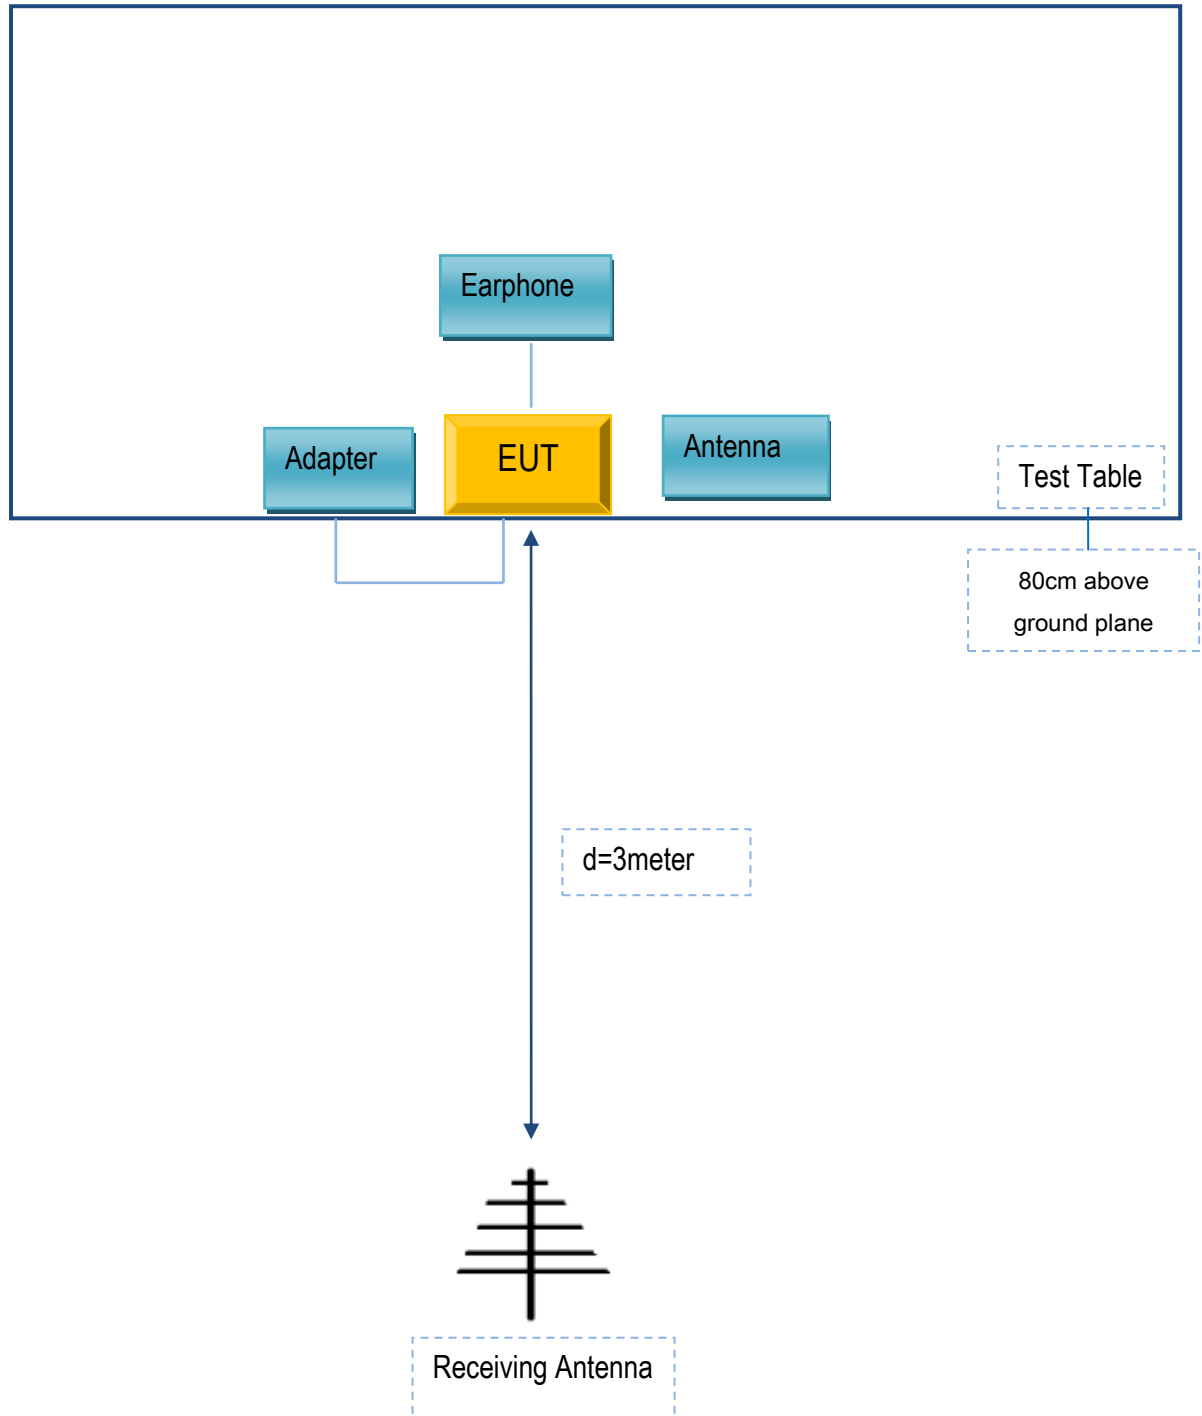 Earphone
Adapter
EUT
Antenna
Test Table
80cm above
ground plane
d=3meter
Receiving Antenna